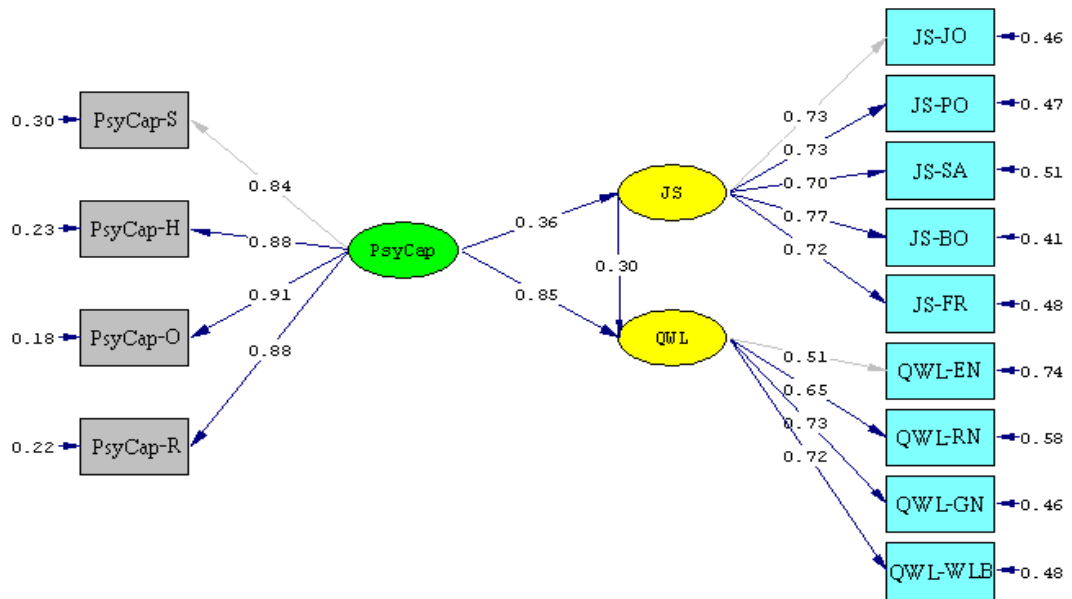 0.30
PsyCap-S
0.23
PsyCap-H
0.18
PsyCap-O
0.22
PsyCap-R
0.84
0.88
0.91
0.88
PsyCap
0.36
0.85
JS
0.30
QWL
0.73
0.73
0.70
0.77
0.72
0.51
0.65
0.73
0.72
JS-JO
0.46
JS-PO
0.47
JS-SA
0.51
JS-BO
0.41
JS-FR
0.48
QWL-EN
0.74
QWL-RN
0.58
QWL-GN
0.46
QWL-WLB
0.48